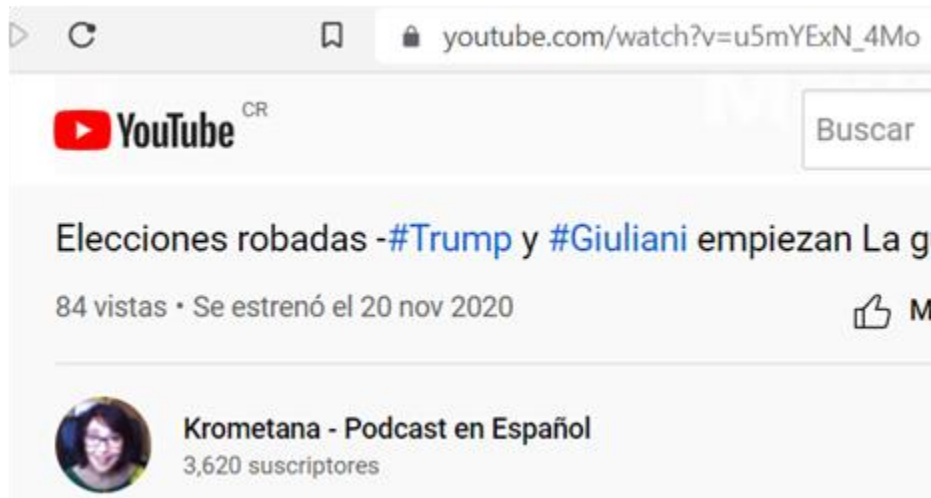 youtube.com/watch?v=u5mYExN_4Mo
YouTube CR
Buscar
Elecciones robadas -#Trump y #Giuliani empiezan La g
84 vistas • Se estrenó el 20 nov 2020
M
Krometana - Podcast en Español
3,620 suscriptores